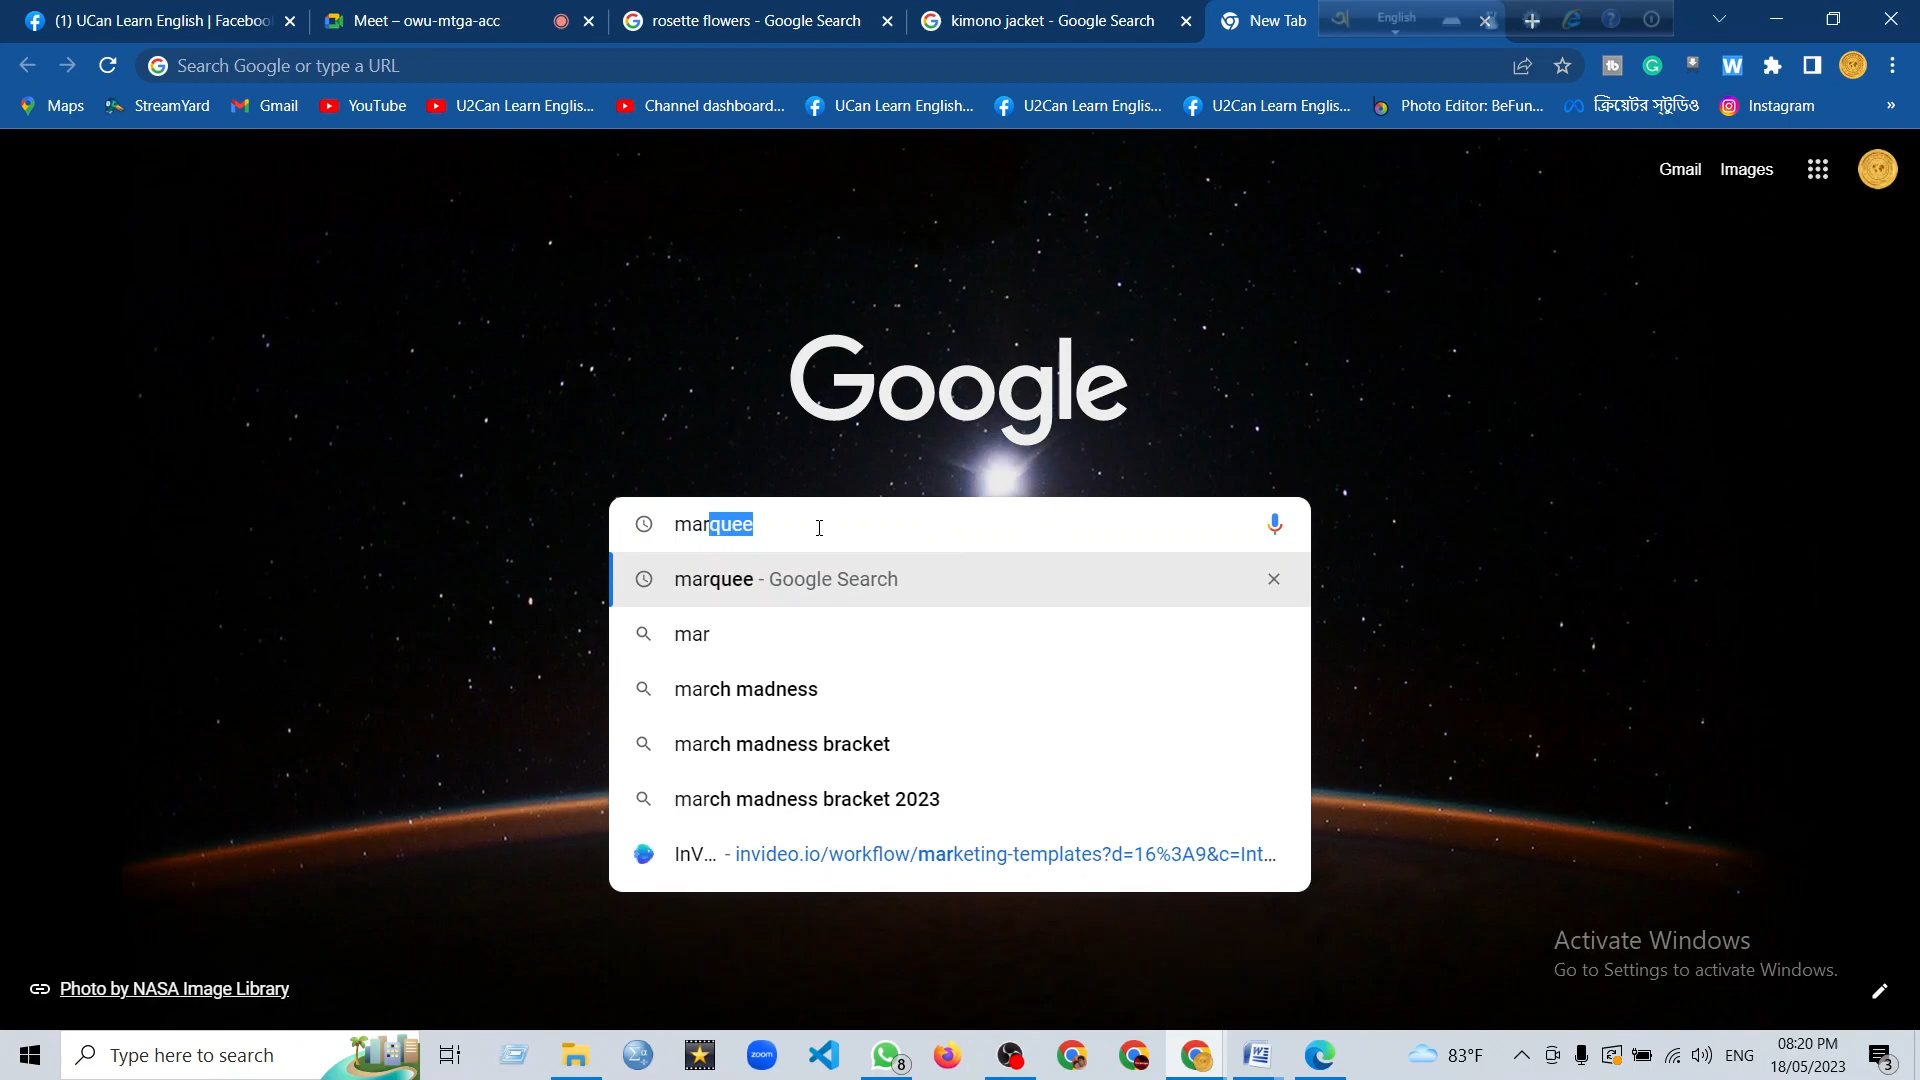 (1) UCan Learn English | Faceboo
Meet – owu-mtga-acc
rosette flowers - Google Search
kimono jacket - Google Search
New Tab
English
Search Google or type a URL
Maps
StreamYard
Gmail
YouTube
U2Can Learn Englis...
Channel dashboard...
UCan Learn English...
U2Can Learn Englis...
U2Can Learn Englis...
Photo Editor: BeFun...
ক্রিয়েটর স্টুডিও
Instagram
»
Gmail
Images
Google
marquee
marquee - Google Search
mar
march madness
march madness bracket
march madness bracket 2023
InV... - invideo.io/workflow/marketing-templates?d=16%3A9&c=Int...
Activate Windows
Go to Settings to activate Windows.
Photo by NASA Image Library
Type here to search
zoom
8
83°F
ENG
08:20 PM
18/05/2023
3